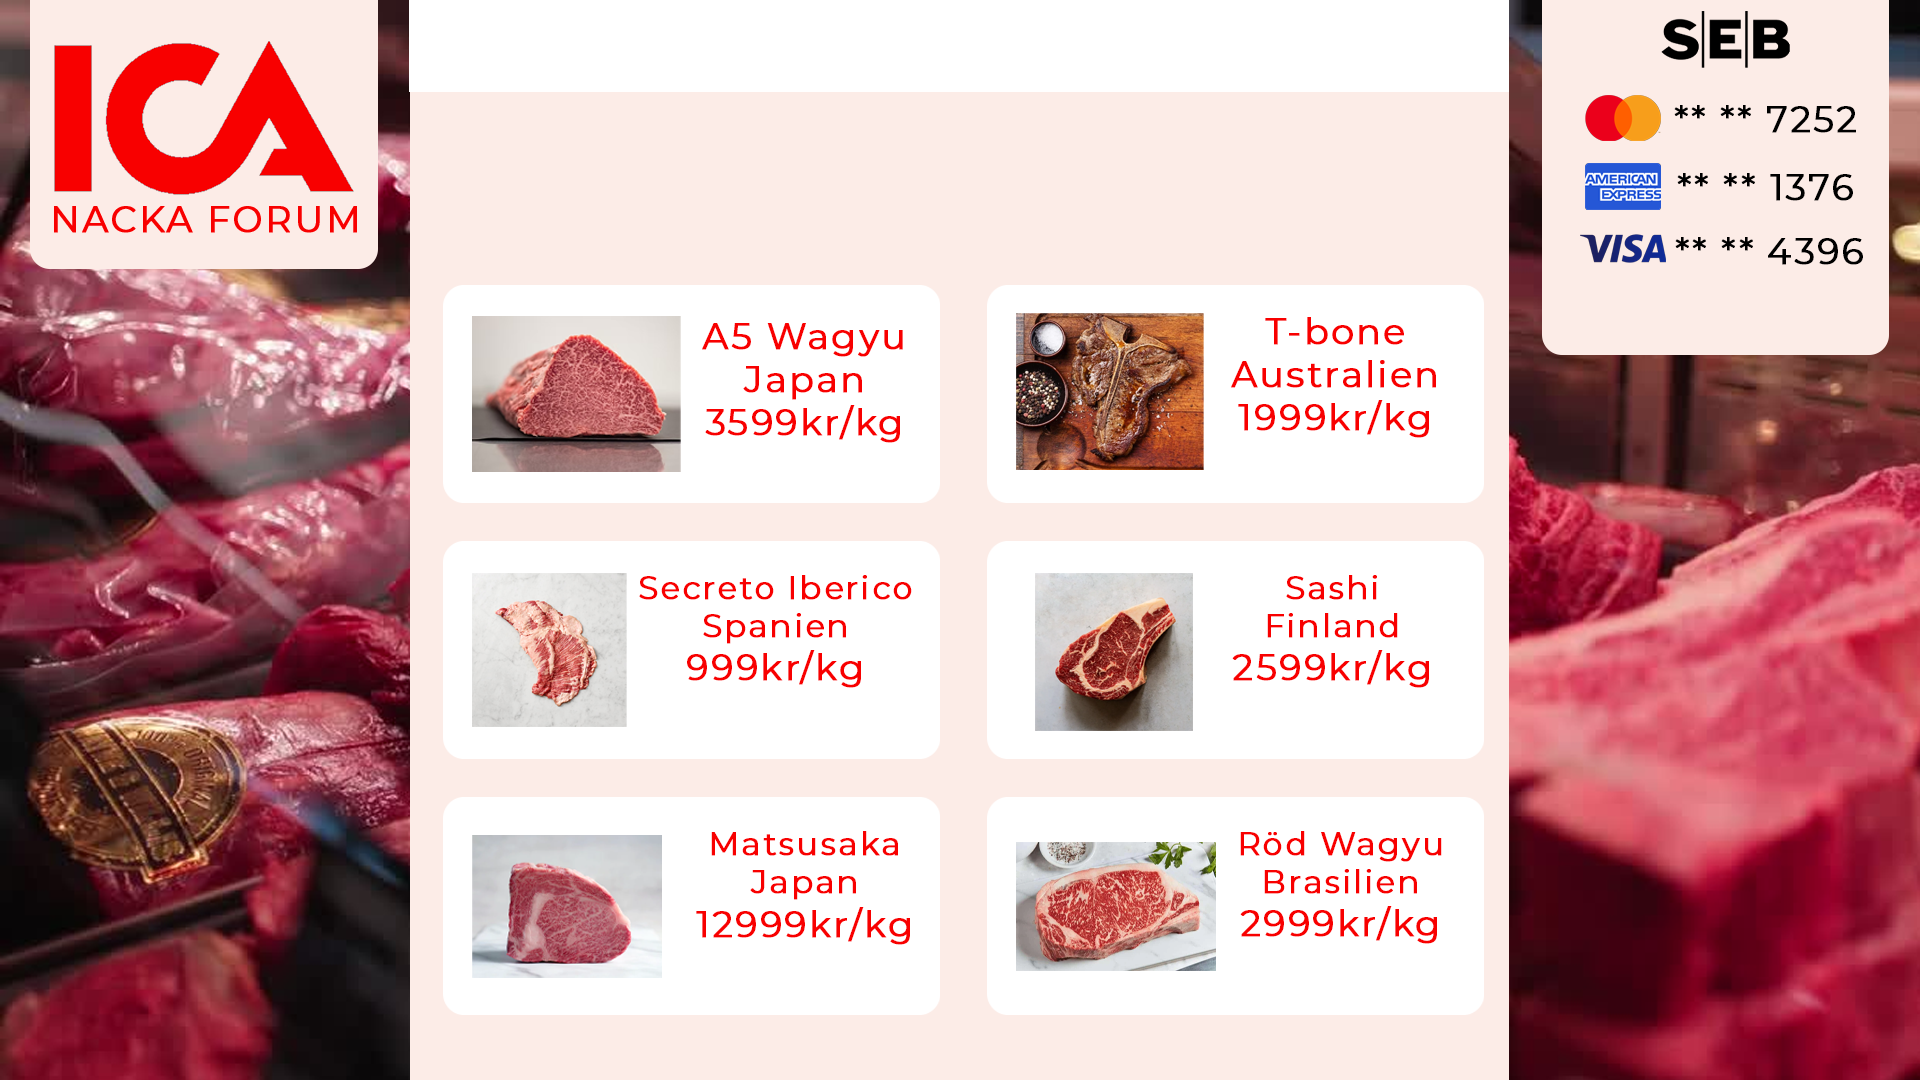 ICA
NACKA FORUM
S|E|B
** ** 7252
AMERICAN
EXPRESS
** ** 1376
VISA
** ** 4396
A5 Wagyu
Japan
3599kr/kg
T-bone
Australien
1999kr/kg
Secreto Iberico
Spanien
999kr/kg
Sashi
Finland
2599kr/kg
Matsusaka
Japan
12999kr/kg
Röd Wagyu
Brasilien
2999kr/kg